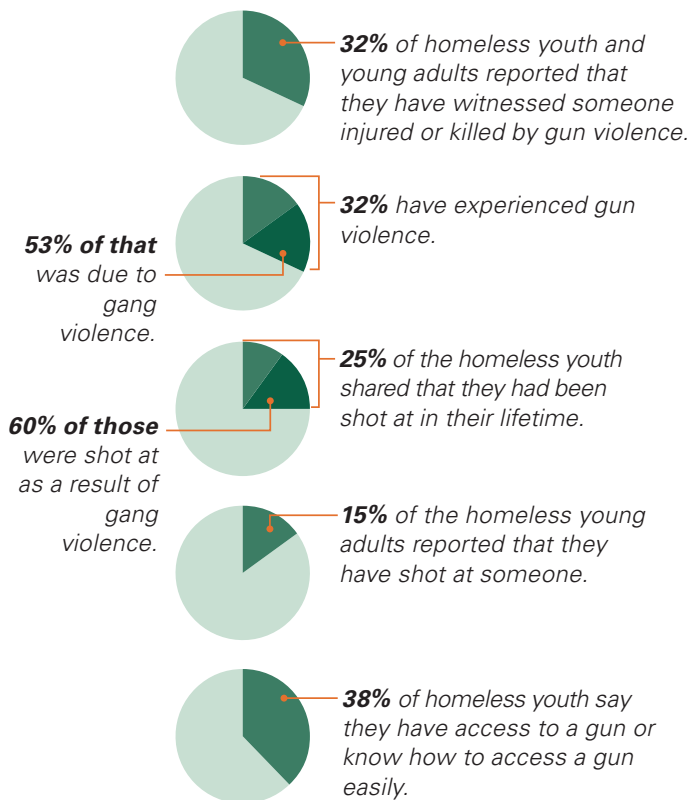 32% of homeless youth and
young adults reported that
they have witnessed someone
injured or killed by gun violence.
32% have experienced gun
violence.
53% of that
was due to
gang
violence.
25% of the homeless youth
shared that they had been
shot at in their lifetime.
60% of those
were shot at
as a result of
gang
violence.
15% of the homeless young
adults reported that they
have shot at someone.
38% of homeless youth say
they have access to a gun or
know how to access a gun
easily.